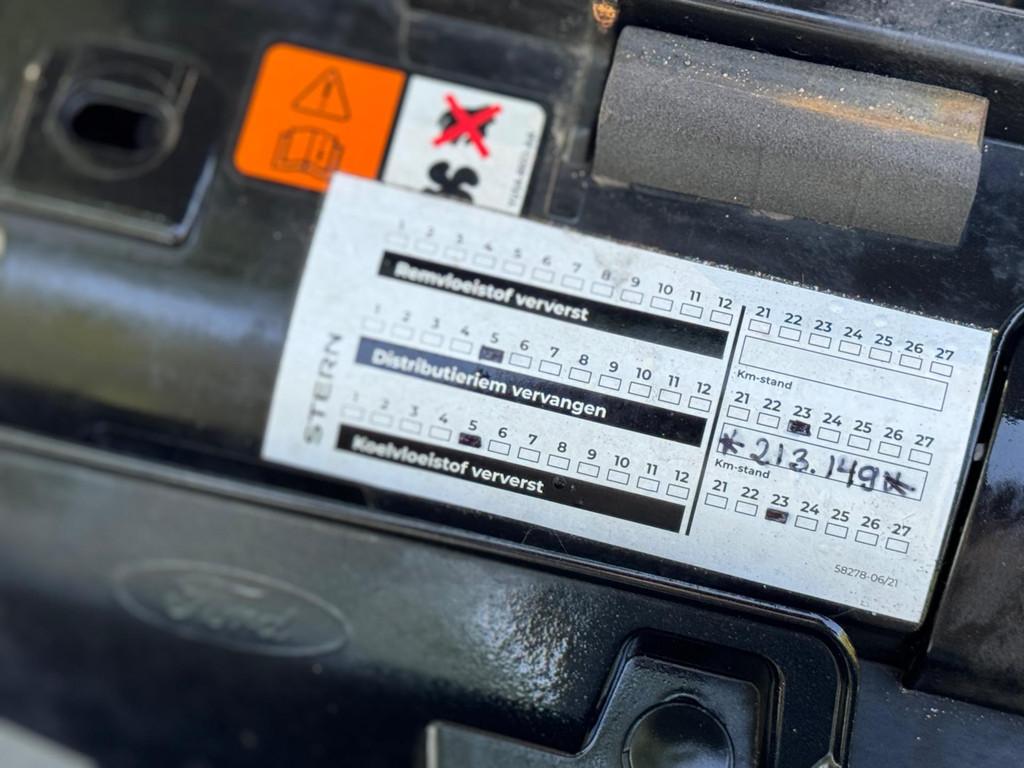 1 2 3 4 5 6 7 8 9 10 11 12
Remvloeistof ververst
21 22 23 24 25 26 27
1 2 3 4 5 6 7 8 9 10 11 12
Distributieriem vervangen
Km-stand
21 22 23 24 25 26 27
*213.149*
1 2 3 4 5 6 7 8 9 10 11 12
Koelvloeistof ververst
Km-stand
21 22 23 24 25 26 27
STERN
58278-06/21
Ford